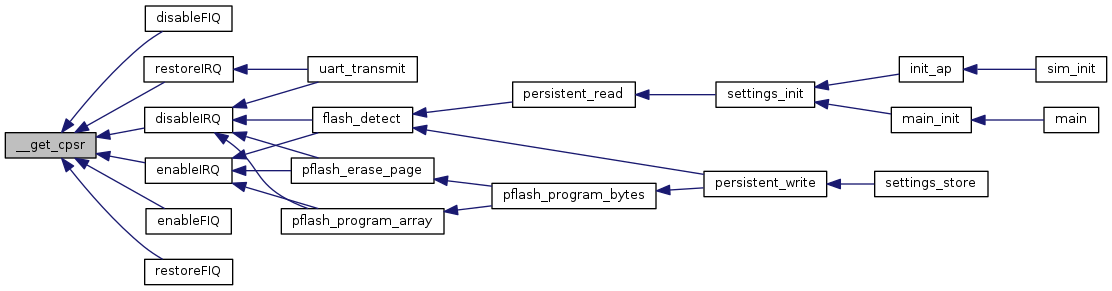 disableFIQ
restoreIRQ
uart_transmit
init_ap
sim_init
persistent_read
settings_init
disableIRQ
flash_detect
main_init
main
__get_cpsr
enableIRQ
pflash_erase_page
persistent_write
settings_store
pflash_program_bytes
enableFIQ
pflash_program_array
restoreFIQ